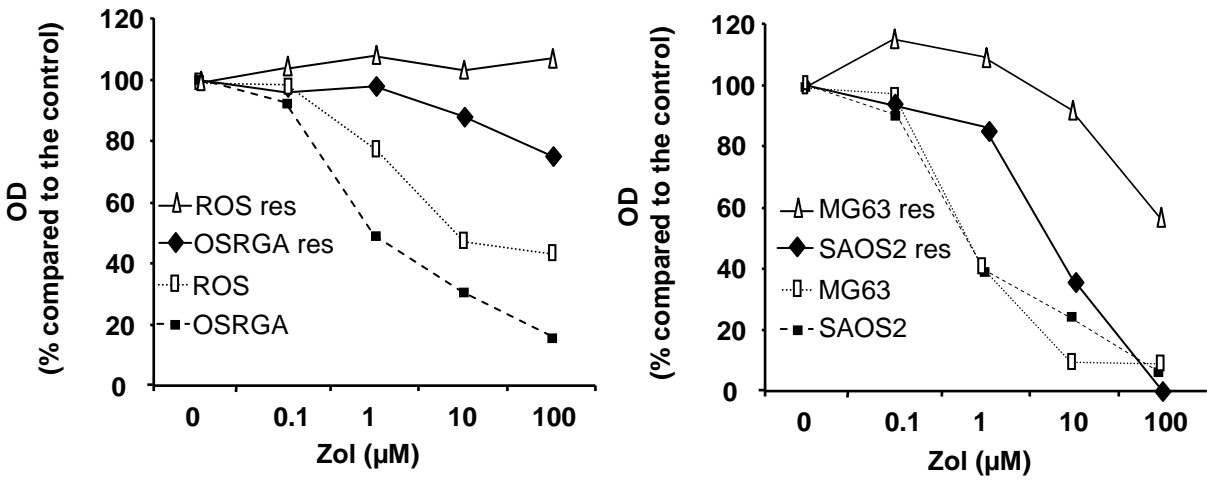 OD
(% compared to the control)
120
100
80
60
40
20
0
ROS res
OSRGA res
ROS
OSRGA
0 0.1 1 10 100
Zol (µM)
OD
(% compared to the control)
120
100
80
60
40
20
0
MG63 res
SAOS2 res
MG63
SAOS2
0 0.1 1 10 100
Zol (µM)